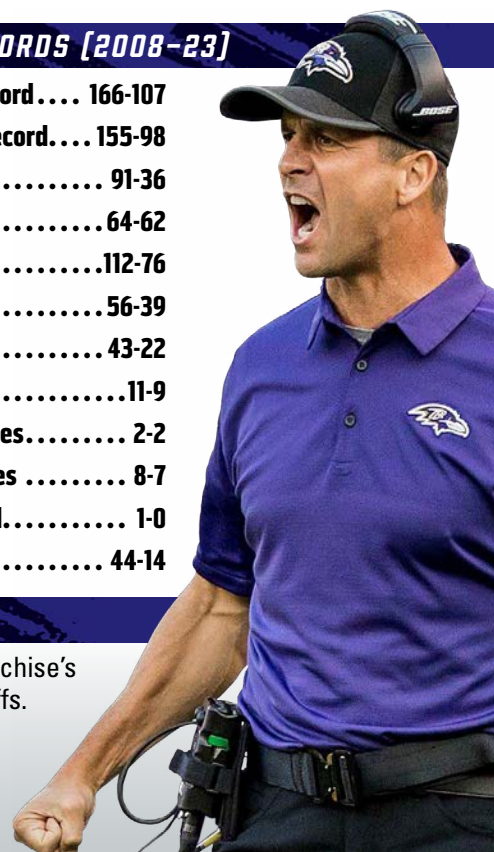 ORDS (2008–23)
ord.... 166-107
ecord.... 155-98
.......... 91-36
.......... 64-62
..........112-76
.......... 56-39
.......... 43-22
............11-9
es......... 2-2
es ......... 8-7
d........... 1-0
.......... 44-14
chise's
fs.
BOSE